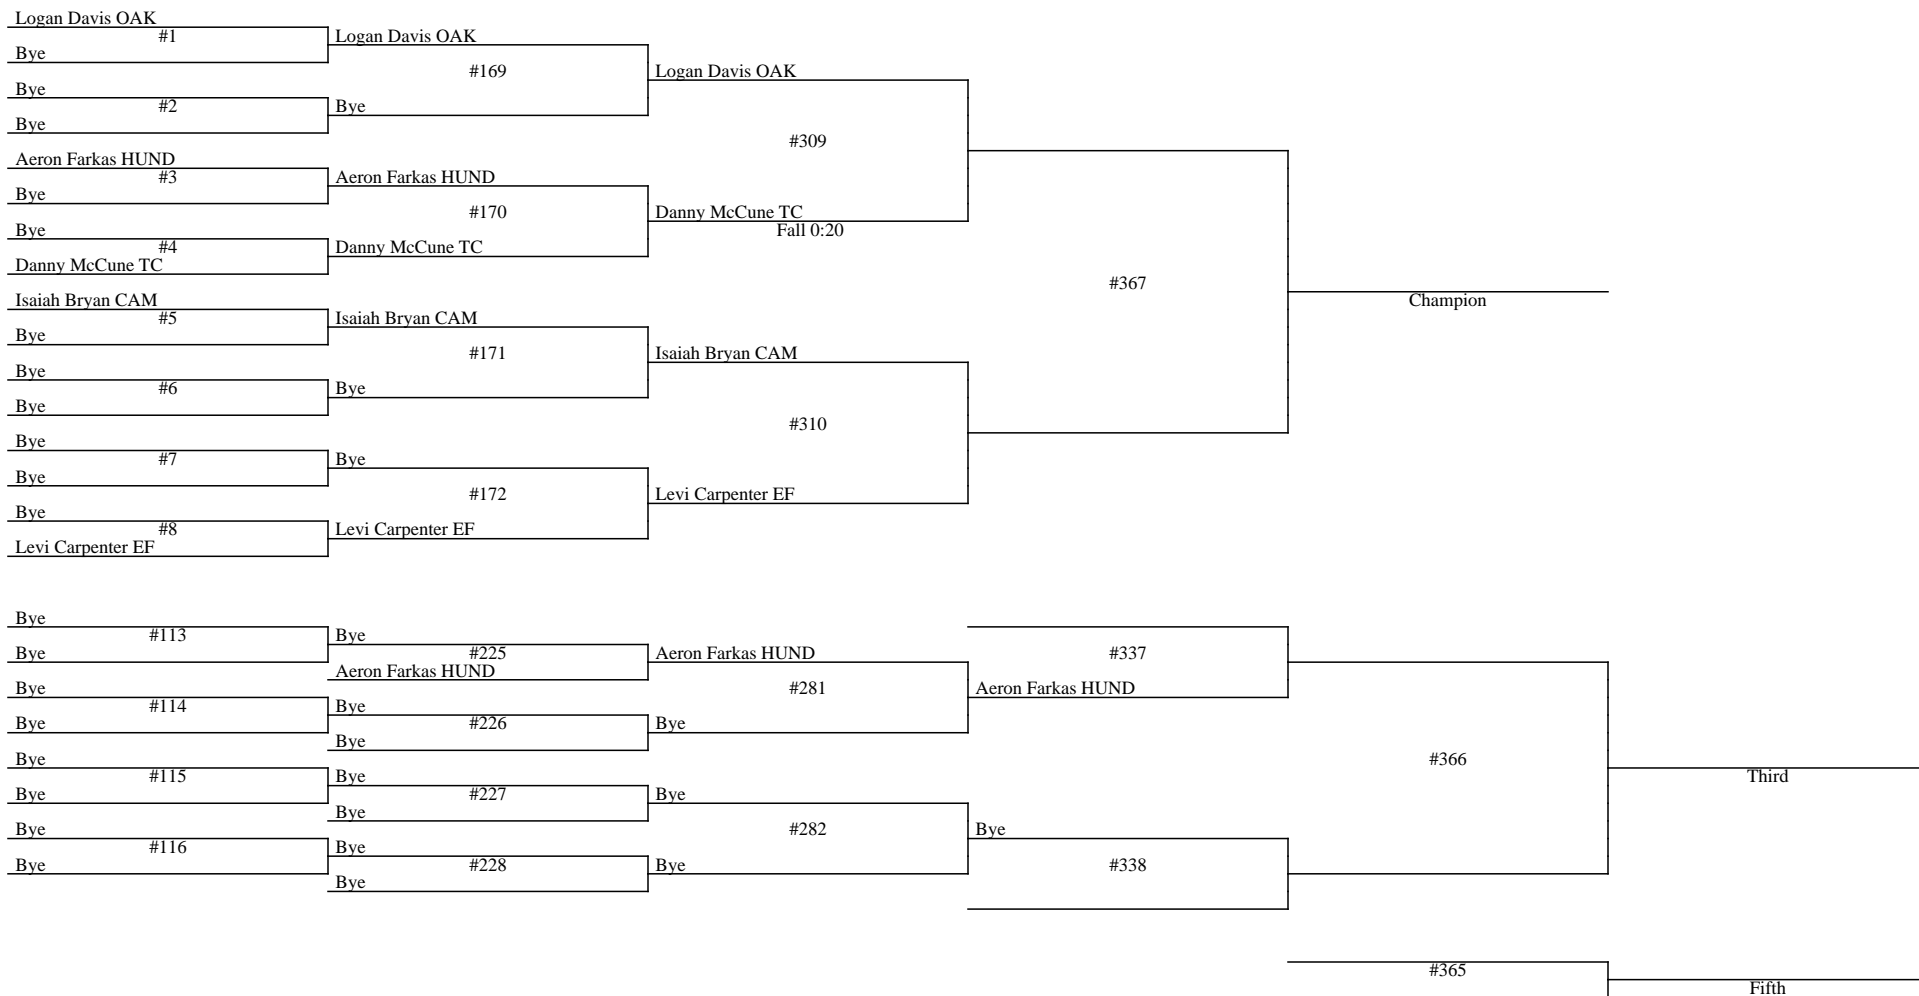 Logan Davis OAK
#1
Bye
Logan Davis OAK
#169
Logan Davis OAK
Bye
#2
Bye
Bye
#309
Aeron Farkas HUND
#3
Bye
Aeron Farkas HUND
#170
Danny McCune TC
Fall 0:20
Bye
#4
Danny McCune TC
Danny McCune TC
#367
Champion
Isaiah Bryan CAM
#5
Bye
Isaiah Bryan CAM
#171
Isaiah Bryan CAM
Bye
#6
Bye
Bye
#310
Bye
#7
Bye
Bye
#172
Levi Carpenter EF
Bye
#8
Levi Carpenter EF
Levi Carpenter EF
Bye
#113
Bye
Bye
#225
Aeron Farkas HUND
Aeron Farkas HUND
#337
Bye
#114
Bye
Bye
#226
Bye
#281
Bye
Aeron Farkas HUND
Bye
#115
Bye
Bye
#227
Bye
Bye
#366
Third
Bye
#116
Bye
Bye
#228
Bye
#282
Bye
Bye
#338
#365
Fifth